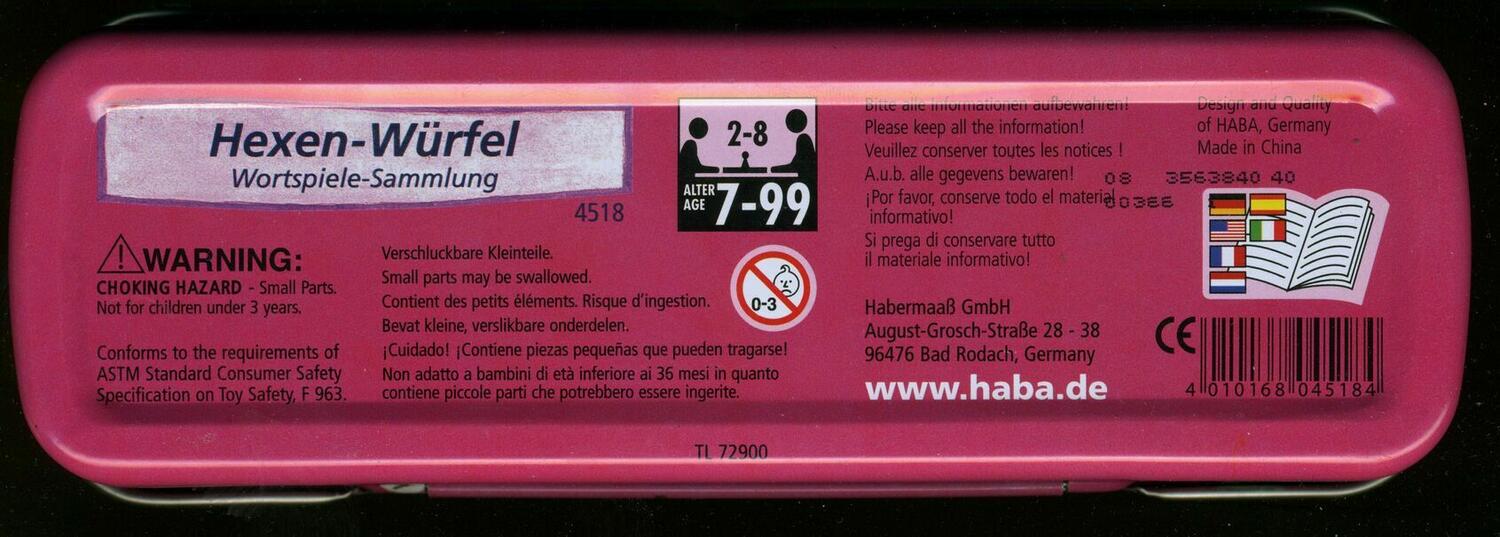 Hexen-Würfel
Wortspiele-Sammlung
4518
WARNING:
CHOKING HAZARD - Small Parts.
Not for children under 3 years.
Conforms to the requirements of
ASTM Standard Consumer Safety
Specification on Toy Safety, F 963.
Verschluckbare Kleinteile.
Small parts may be swallowed.
Contient des petits éléments. Risque d'ingestion.
Bevat kleine, verslikbare onderdelen.
¡Cuidado! ¡Contiene piezas pequeñas que pueden tragarse!
Non adatto a bambini di età inferiore ai 36 mesi in quanto
contiene piccole parti che potrebbero essere ingerite.
2-8
ALTER
AGE
7-99
0-3
TL 72900
Bitte alle Informationen aufbewahren!
Please keep all the information!
Veuillez conserver toutes les notices !
A.u.b. alle gegevens bewaren!
¡Por favor, conserve todo el material
informativo!
Si prega di conservare tutto
il materiale informativo!
Habermaaß GmbH
August-Grosch-Straße 28 - 38
96476 Bad Rodach, Germany
www.haba.de
Design and Quality
of HABA, Germany
Made in China
08 3563840 40
00366 1
CE
4 010168 045184